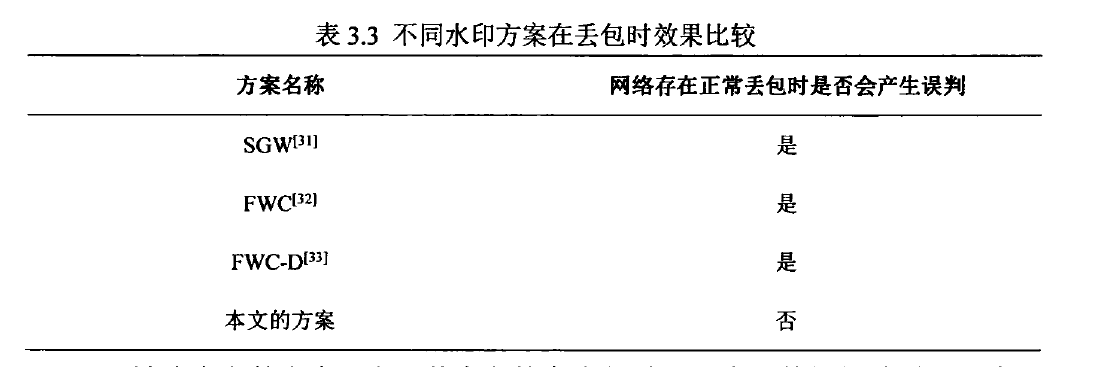 表 3.3 不同水印方案在丢包时效果比较
方案名称 网络存在正常丢包时是否会产生误判
SGW[31] 是
FWC[32] 是
FWC-D[33] 是
本文的方案 否